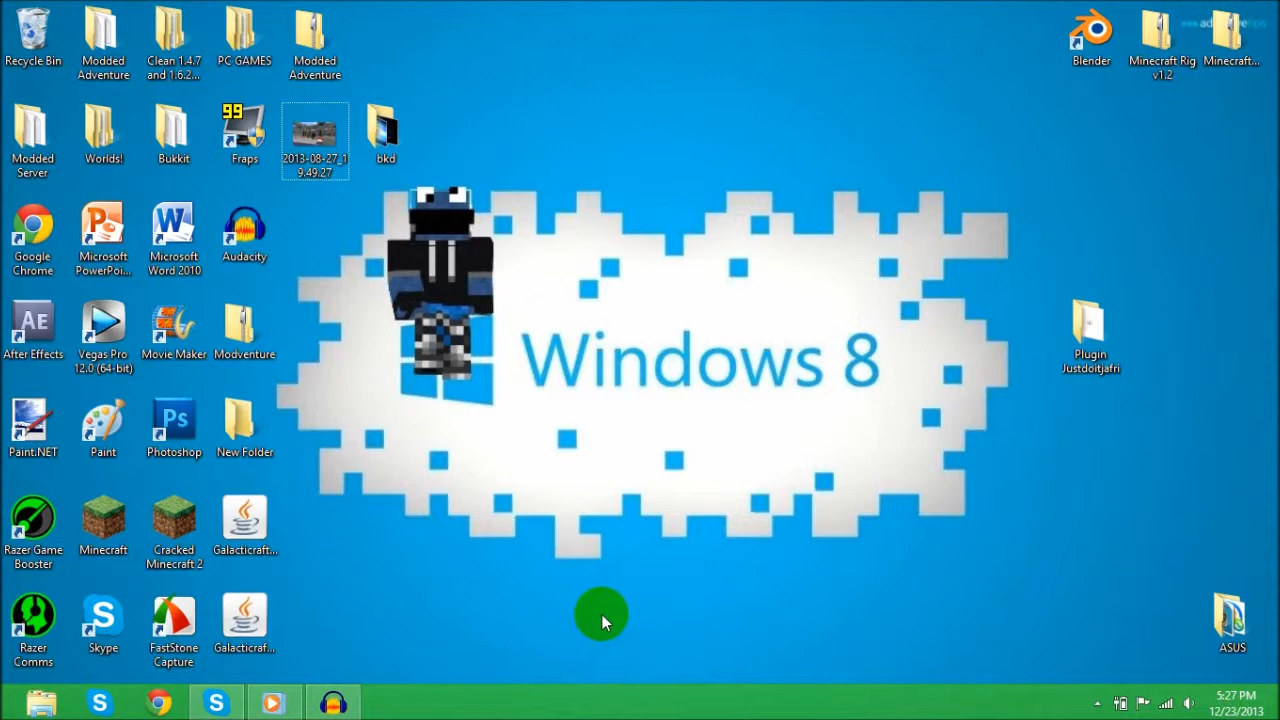 Recycle Bin
Modded
Adventure
Clean 1.4.7
and 1.6.2...
PC GAMES
Modded
Adventure
Blender
Minecraft Rig
v1.2
Minecraft...
Modded
Server
Worlds!
Bukkit
99
Fraps
2013-08-27_1
9.49.27
bkd
Google
Chrome
P
Microsoft
PowerPoi...
W
Microsoft
Word 2010
Audacity
AE
After Effects
Vegas Pro
12.0 (64-bit)
Movie Maker
Modventure
Windows 8
Plugin
Justdoitjafri
Paint.NET
Paint
Ps
Photoshop
New Folder
Razer Game
Booster
Minecraft
Cracked
Minecraft 2
Galacticraft...
Razer
Comms
S
Skype
FastStone
Capture
Galacticraf...
ASUS
S
S
5:27 PM
12/23/2013